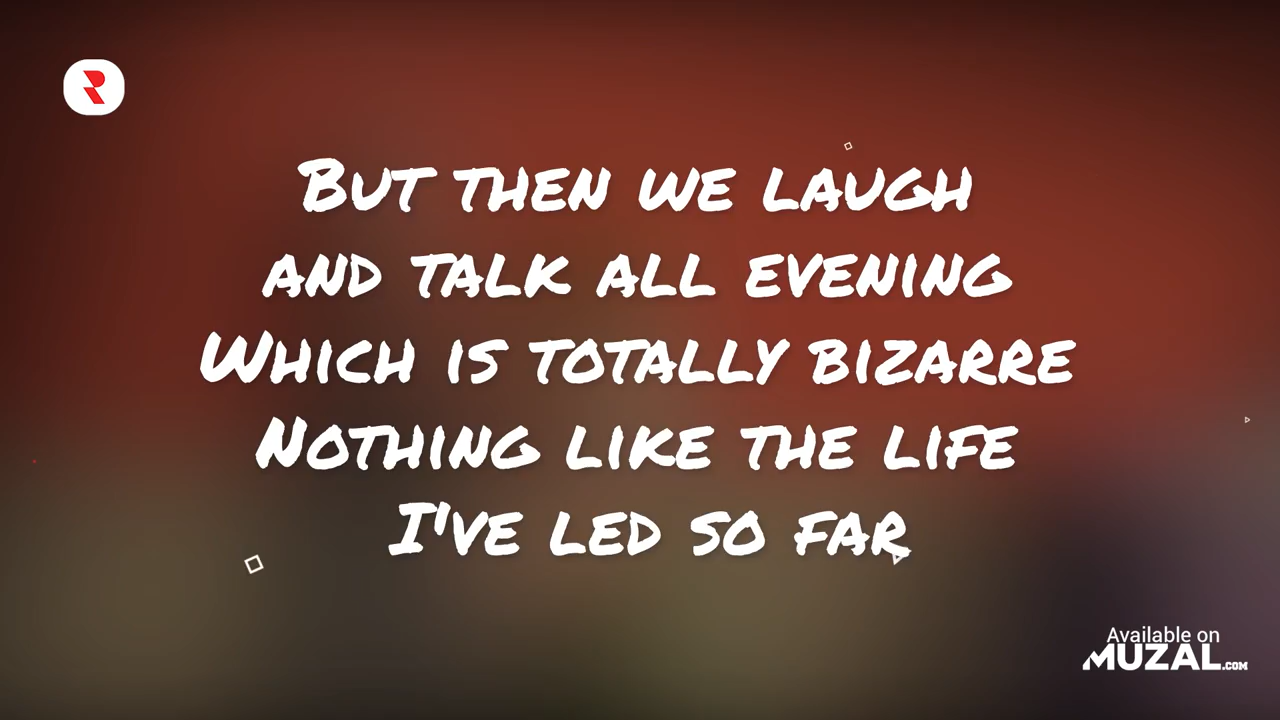 But then we laugh
and talk all evening
Which is totally bizarre
Nothing like the life
I've led so far
Available on
MUZAL.COM